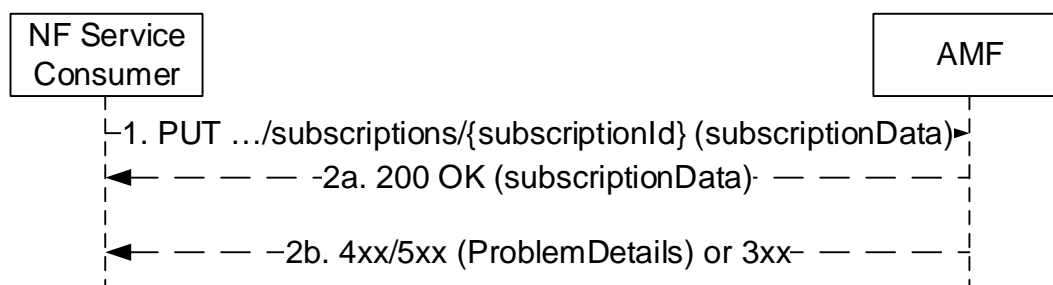 NF Service
Consumer
AMF
1. PUT …/subscriptions/{subscriptionId} (subscriptionData)
2a. 200 OK (subscriptionData)
2b. 4xx/5xx (ProblemDetails) or 3xx